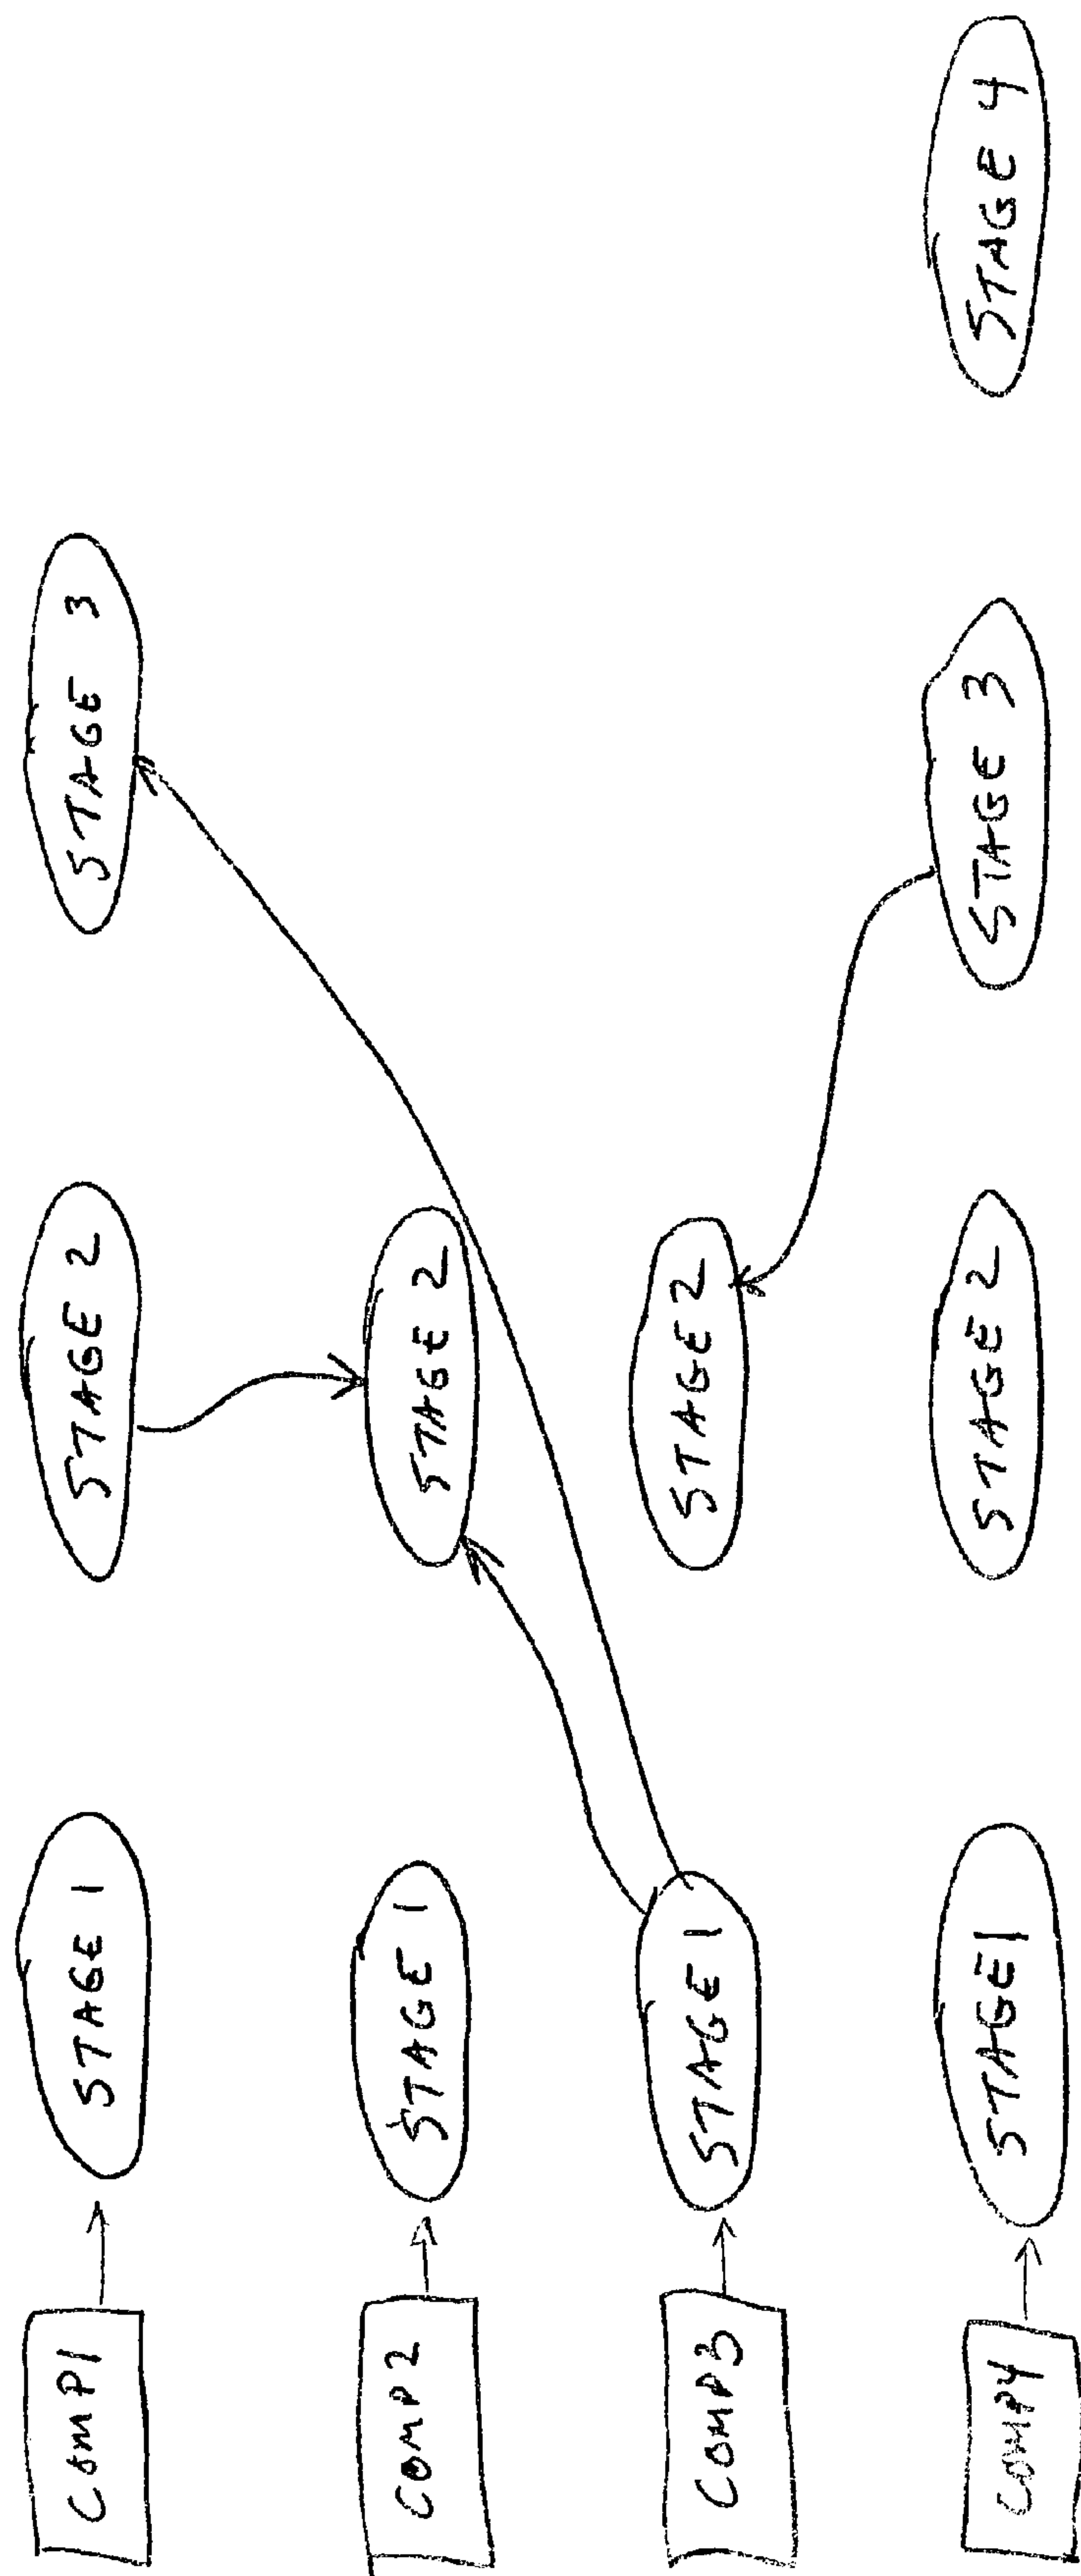 COMP1 STAGE 1 STAGE 2 STAGE 3
COMP2 STAGE 1 STAGE 2
COMP3 STAGE 1 STAGE 2
COMP4 STAGE 1 STAGE 2 STAGE 3 STAGE 4